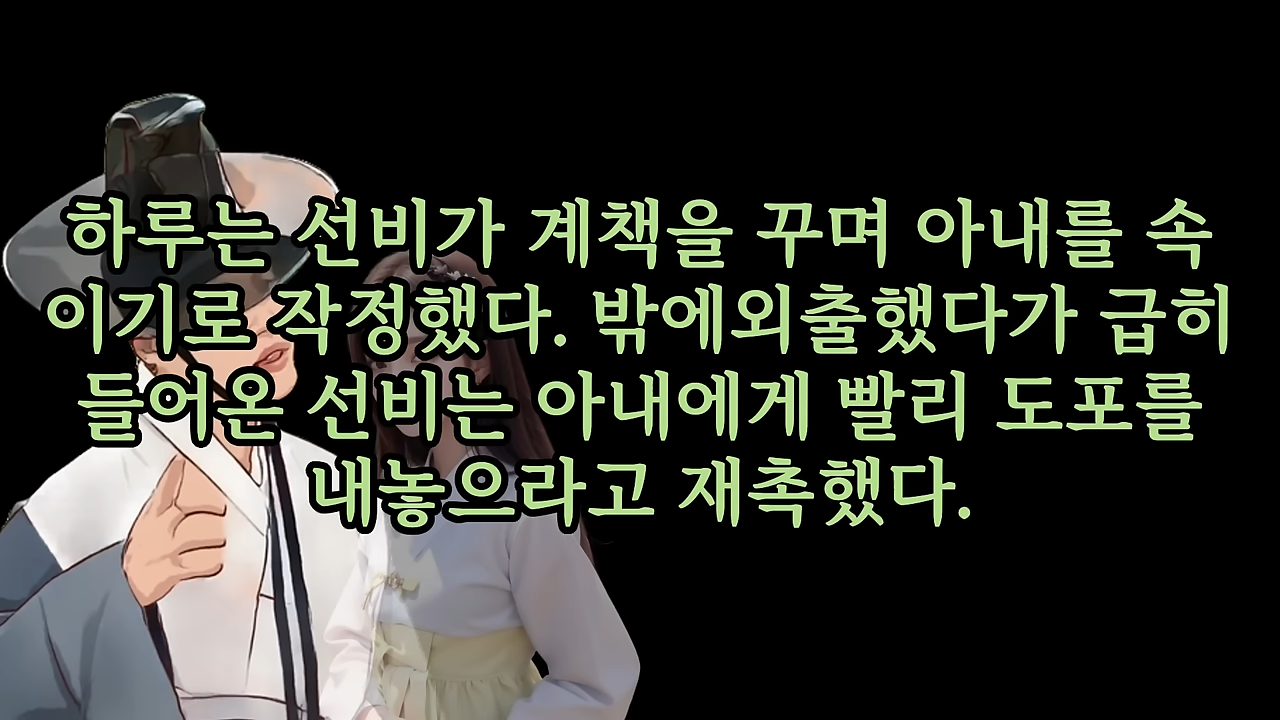 하루는 선비가 계책을 꾸며 아내를 속
이기로 작정했다. 밖에외출했다가 급히
들어온 선비는 아내에게 빨리 도포를
내놓으라고 재촉했다.